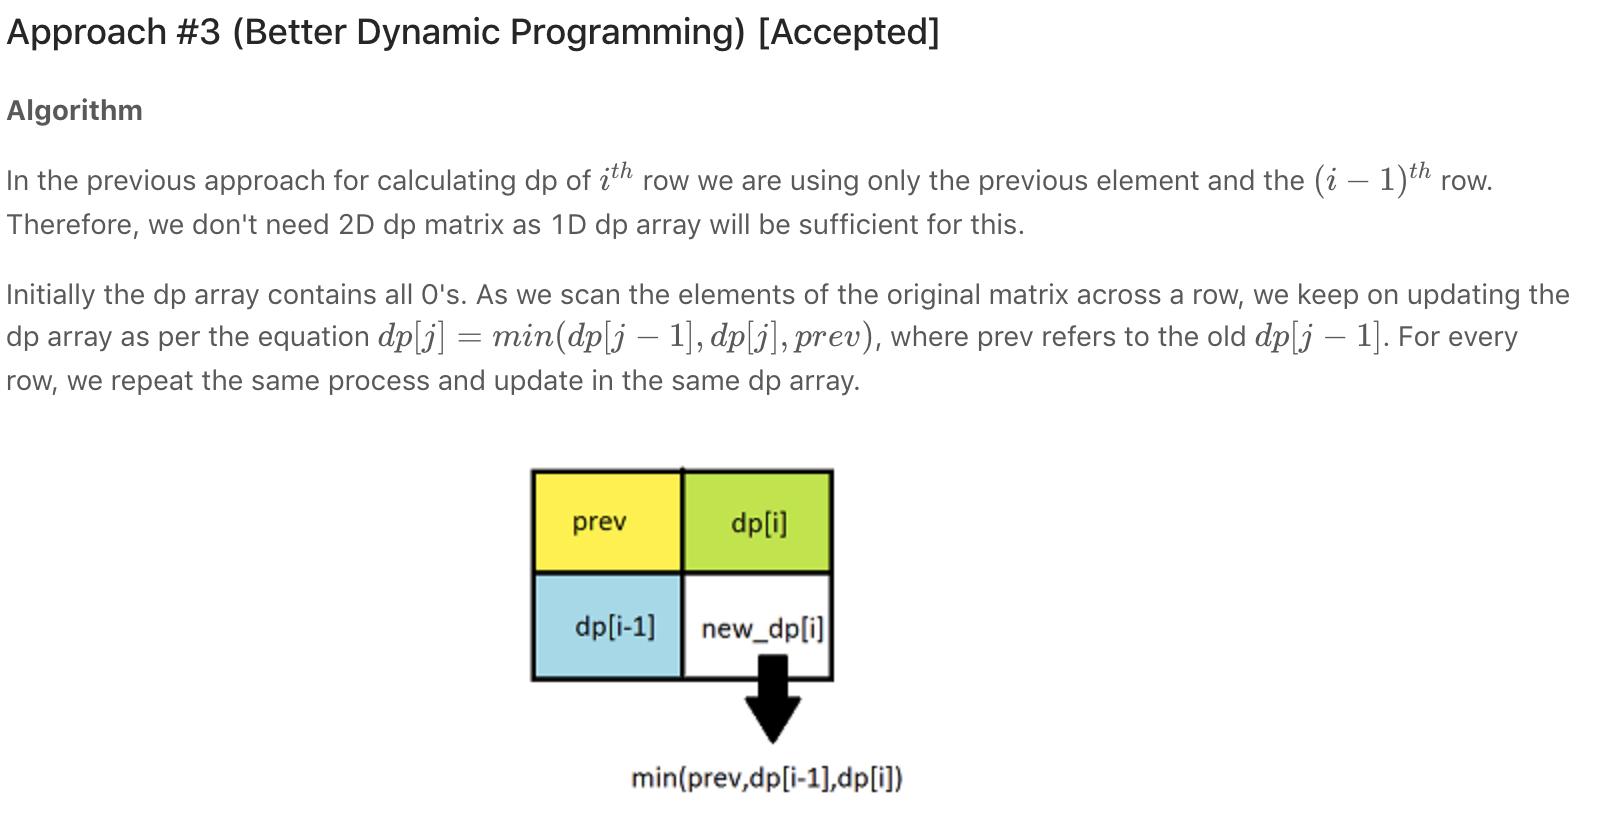 Approach #3 (Better Dynamic Programming) [Accepted]
Algorithm
In the previous approach for calculating dp of i^{th} row we are using only the previous element and the (i − 1)^{th} row.
Therefore, we don't need 2D dp matrix as 1D dp array will be sufficient for this.
Initially the dp array contains all 0's. As we scan the elements of the original matrix across a row, we keep on updating the
dp array as per the equation dp[j] = min(dp[j − 1], dp[j], prev), where prev refers to the old dp[j − 1]. For every
row, we repeat the same process and update in the same dp array.
prev dp[i]
dp[i-1] new_dp[i]
min(prev,dp[i-1],dp[i])